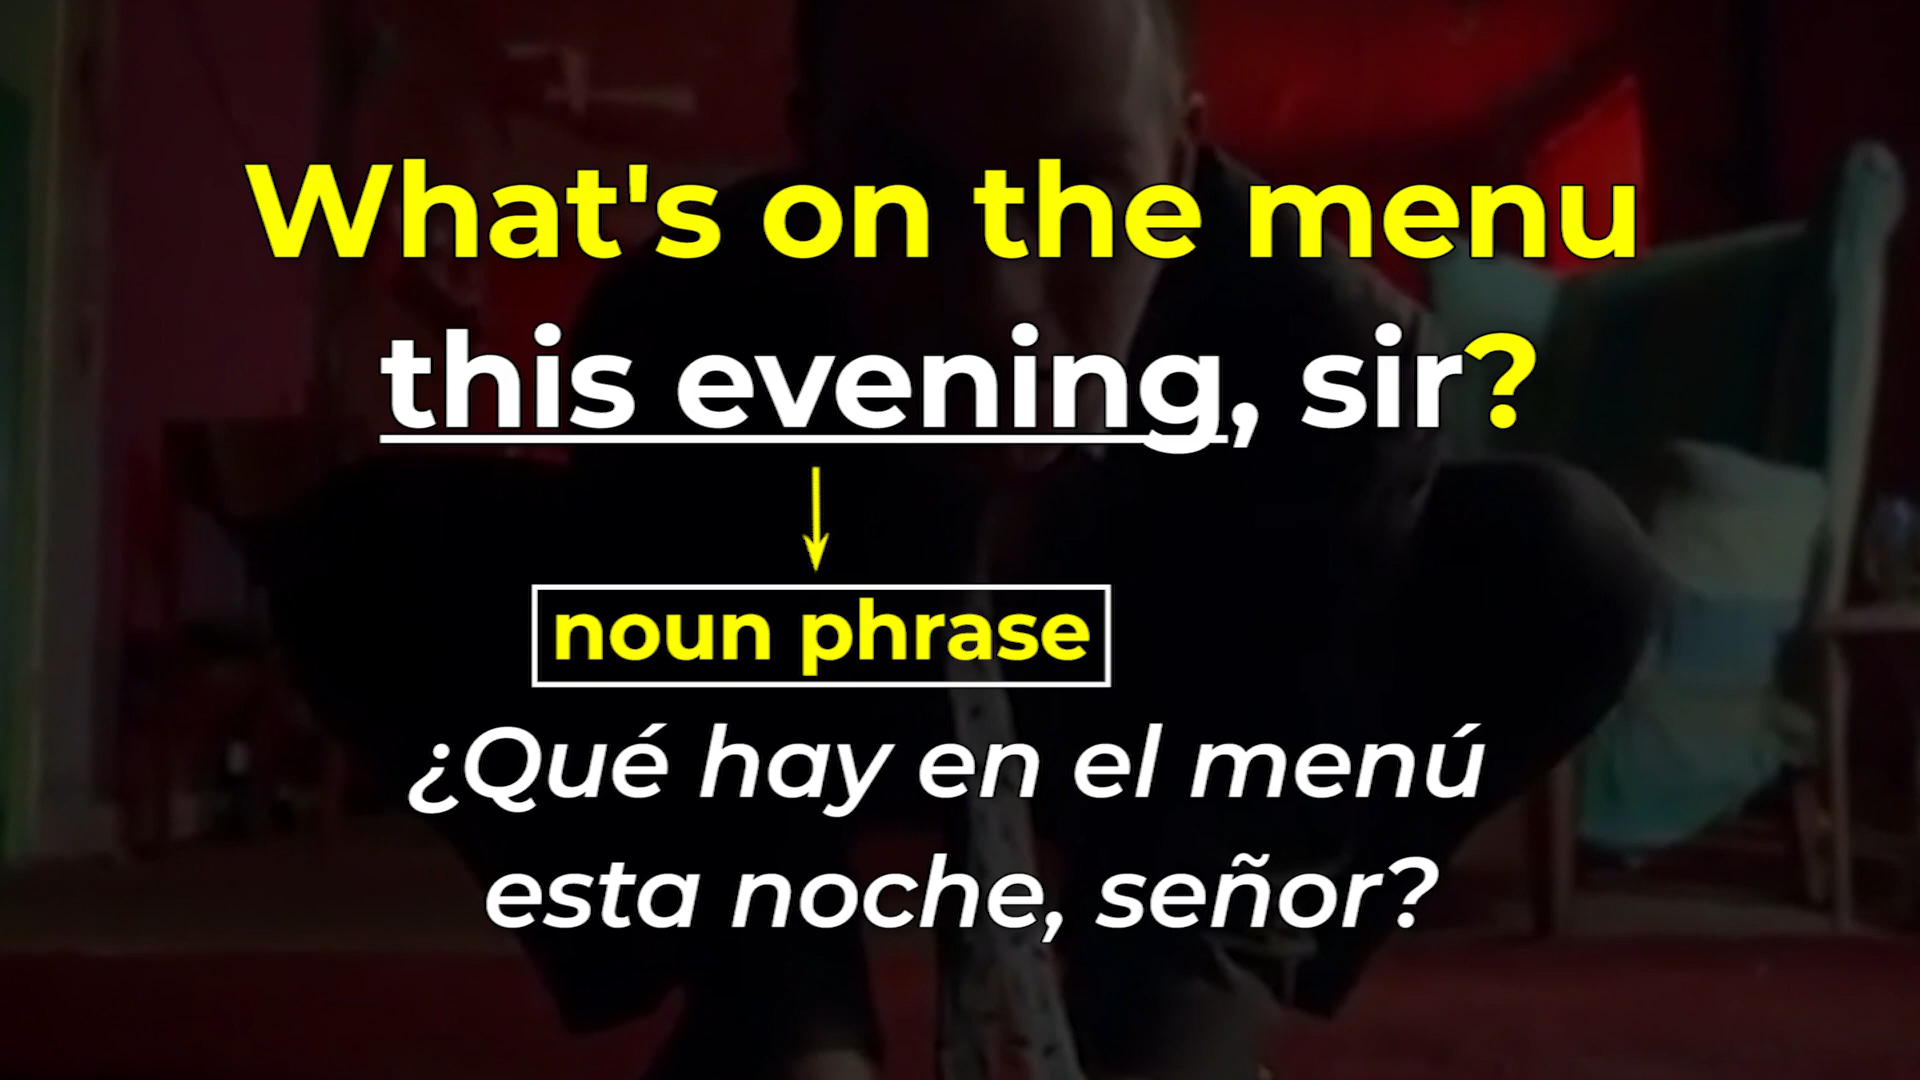 What's on the menu
this evening, sir?
noun phrase
¿Qué hay en el menú
esta noche, señor?